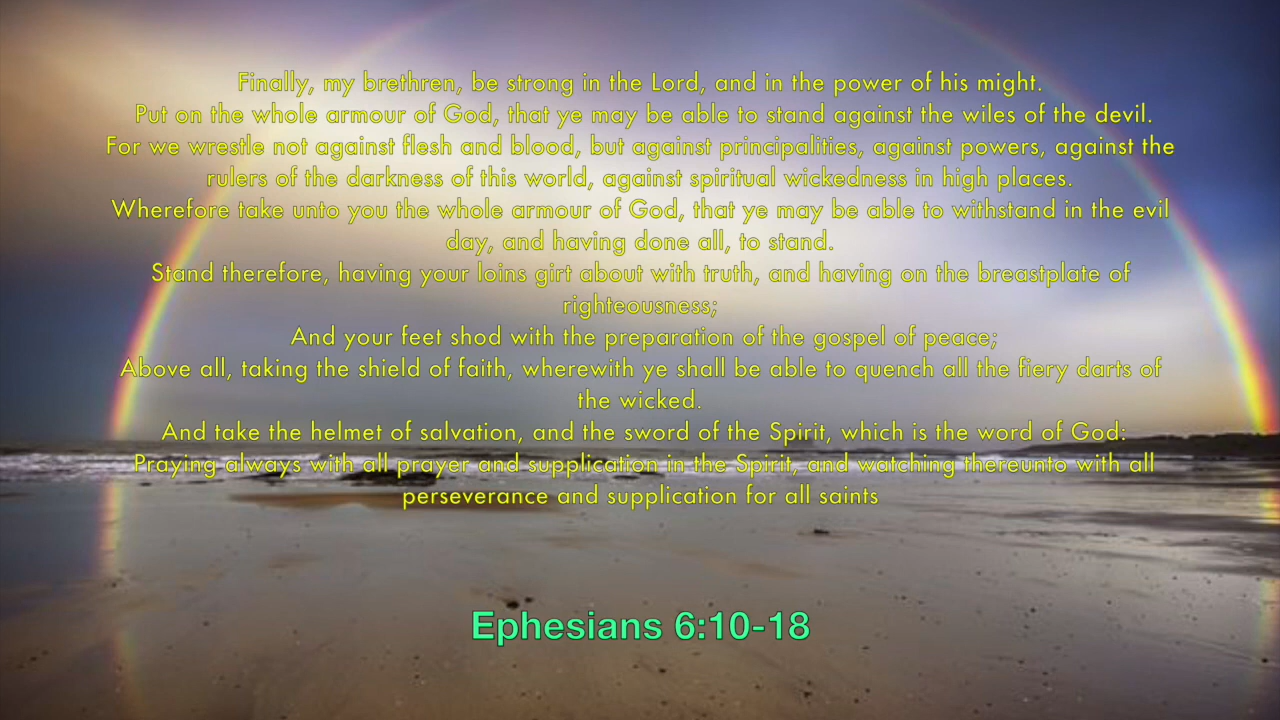 Finally, my brethren, be strong in the Lord, and in the power of his might.
Put on the whole armour of God, that ye may be able to stand against the wiles of the devil.
For we wrestle not against flesh and blood, but against principalities, against powers, against the
rulers of the darkness of this world, against spiritual wickedness in high places.
Wherefore take unto you the whole armour of God, that ye may be able to withstand in the evil
day, and having done all, to stand.
Stand therefore, having your loins girt about with truth, and having on the breastplate of
righteousness;
And your feet shod with the preparation of the gospel of peace;
Above all, taking the shield of faith, wherewith ye shall be able to quench all the fiery darts of
the wicked.
And take the helmet of salvation, and the sword of the Spirit, which is the word of God:
Praying always with all prayer and supplication in the Spirit, and watching thereunto with all
perseverance and supplication for all saints
Ephesians 6:10-18